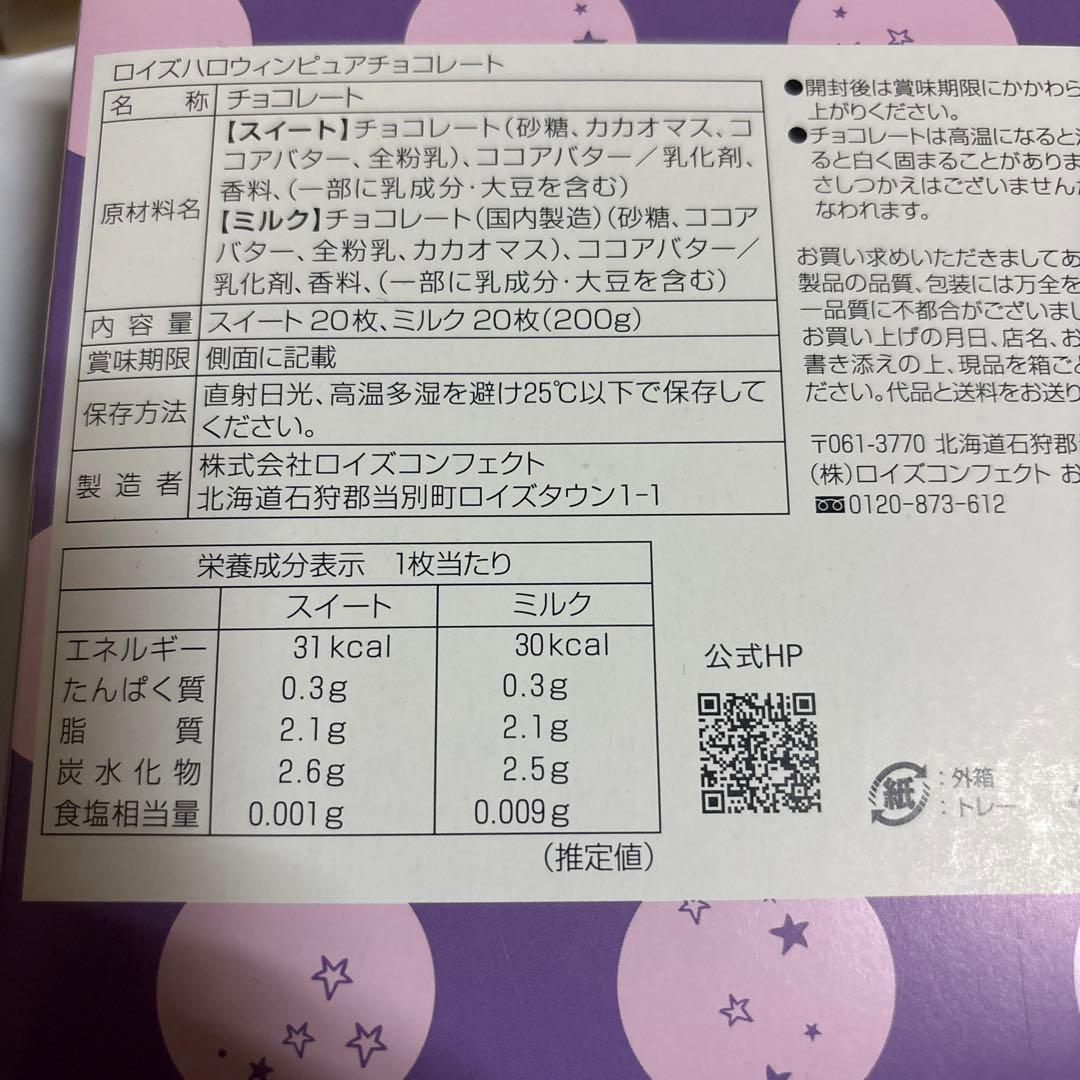 ロイズハロウィンピュアチョコレート
名称 チョコレート
原材料名
【スイート】チョコレート(砂糖、カカオマス、コ
コアバター、全粉乳)、ココアバター／乳化剤、
香料、(一部に乳成分・大豆を含む)
【ミルク】チョコレート(国内製造)(砂糖、ココア
バター、全粉乳、カカオマス)、ココアバター／
乳化剤、香料、(一部に乳成分・大豆を含む)
内容量 スイート20枚、ミルク20枚(200g)
賞味期限 側面に記載
保存方法 直射日光、高温多湿を避け25℃以下で保存して
ください。
製造者 株式会社ロイズコンフェクト
北海道石狩郡当別町ロイズタウン1-1
栄養成分表示 1枚当たり
スイート ミルク
エネルギー 31kcal 30kcal
たんぱく質 0.3g 0.3g
脂質 2.1g 2.1g
炭水化物 2.6g 2.5g
食塩相当量 0.001g 0.009g
(推定値)
●開封後は賞味期限にかかわら
上がりください。
●チョコレートは高温になると
ると白く固まることがありま
さしつかえはございません
なわれます。
お買い求めいただきましてあ
製品の品質、包装には万全を
一品質に不都合がございまし
お買い上げの月日、店名、お
書き添えの上、現品を箱ごと
ださい。代品と送料をお送り
〒061-3770 北海道石狩郡
(株)ロイズコンフェクト お
0120-873-612
公式HP
紙
:外箱
:トレー